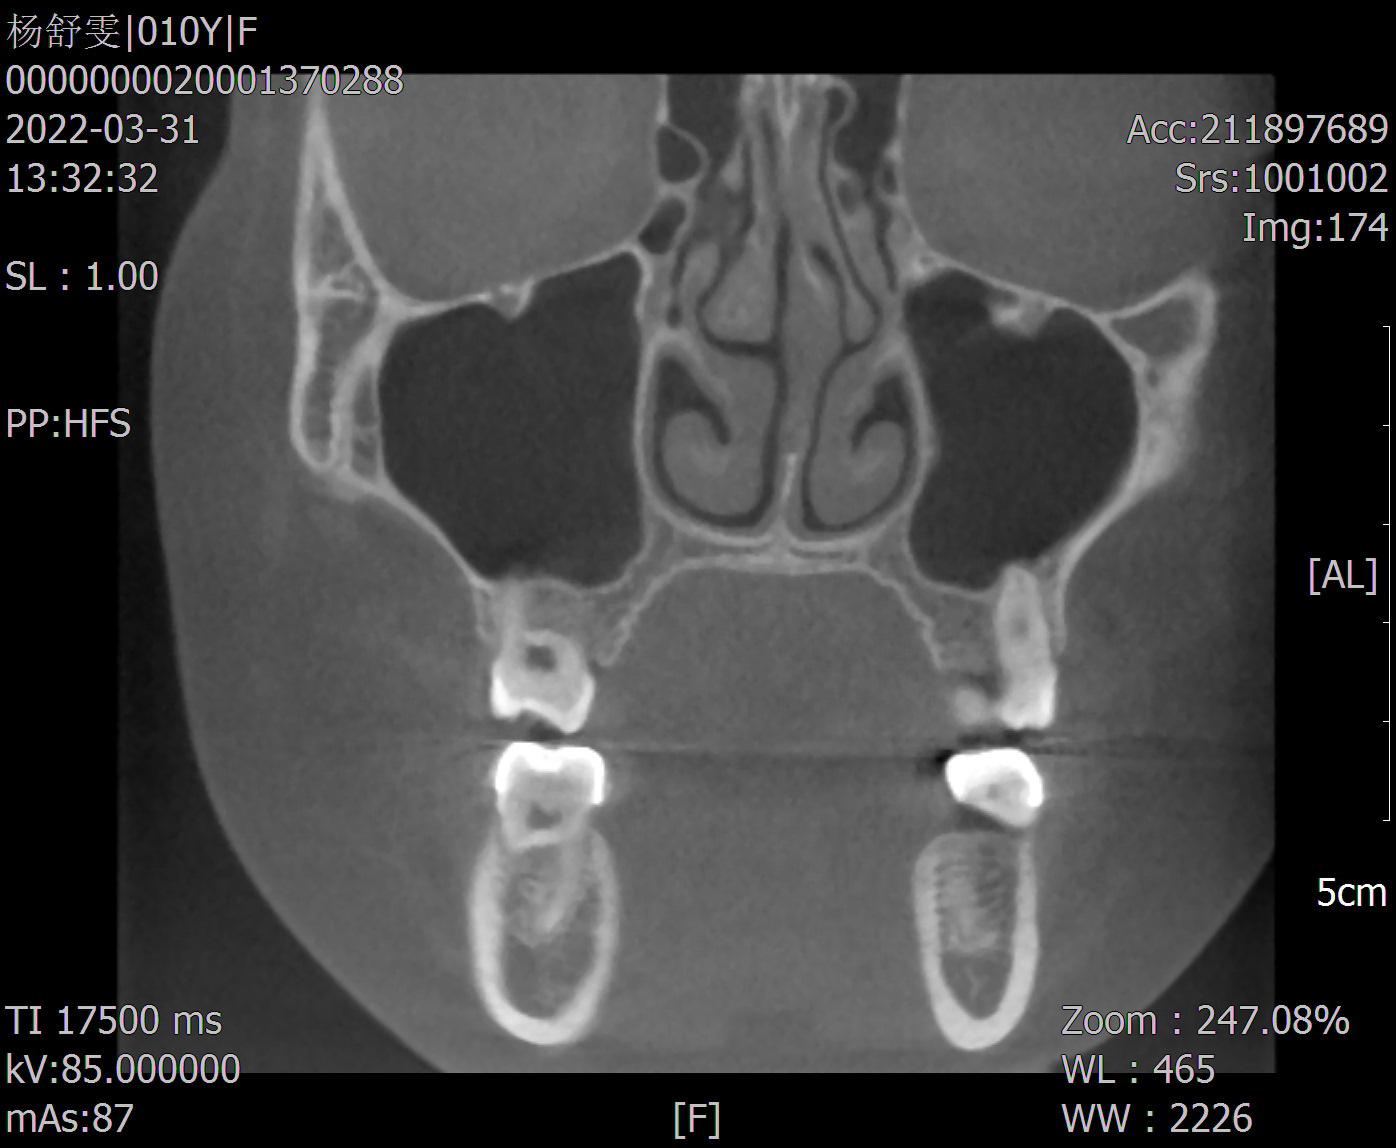 杨舒雯|010Y|F
0000000020001370288
2022-03-31
13:32:32
SL : 1.00
PP:HFS
Acc:211897689
Srs:1001002
Img:174
[AL]
5cm
TI 17500 ms
kV:85.000000
mAs:87
[F]
Zoom : 247.08%
WL : 465
WW : 2226